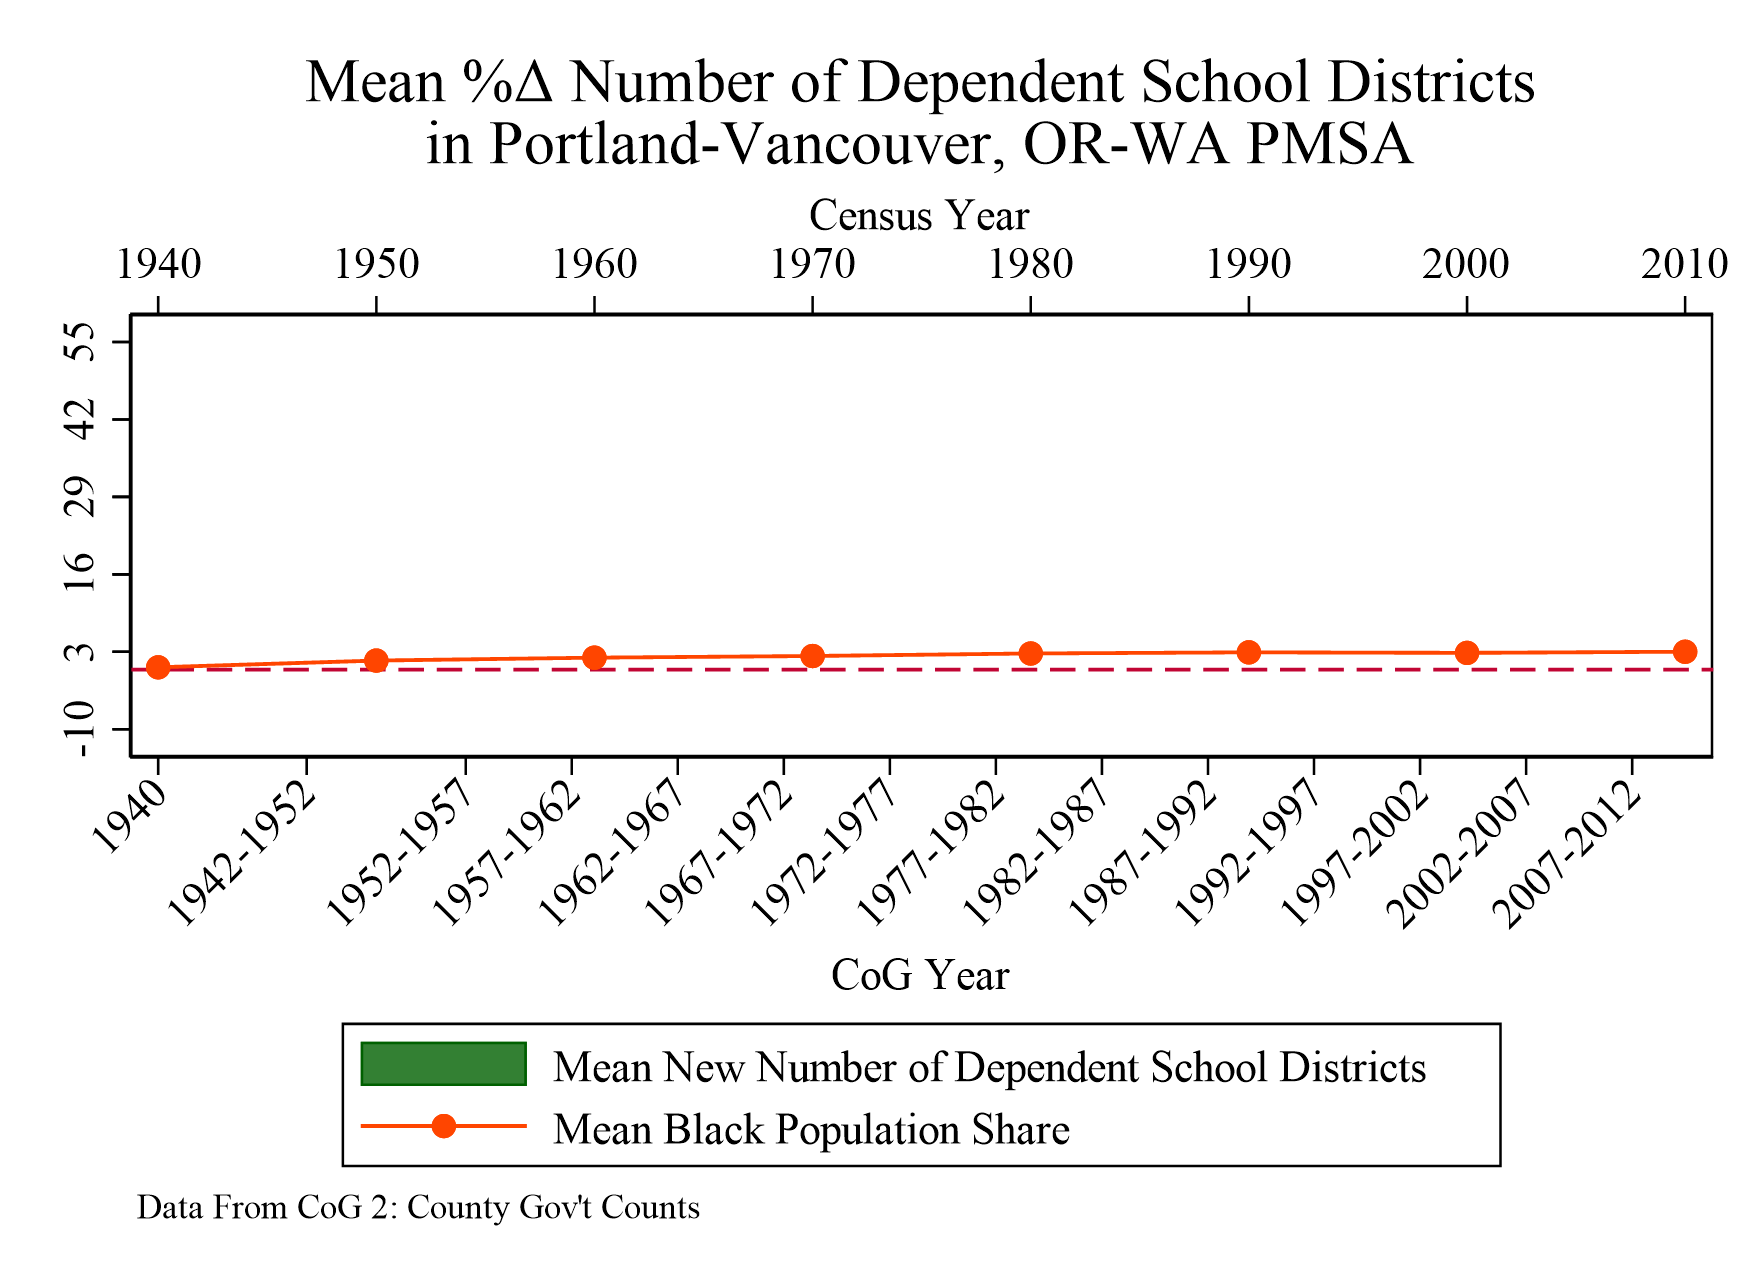 Mean %Δ Number of Dependent School Districts
in Portland-Vancouver, OR-WA PMSA
Census Year
1940 1950 1960 1970 1980 1990 2000 2010
55
42
29
16
3
-10
1940 1942-1952 1952-1957 1957-1962 1962-1967 1967-1972 1972-1977 1977-1982 1982-1987 1987-1992 1992-1997 1997-2002 2002-2007 2007-2012
CoG Year
Mean New Number of Dependent School Districts
Mean Black Population Share
Data From CoG 2: County Gov't Counts